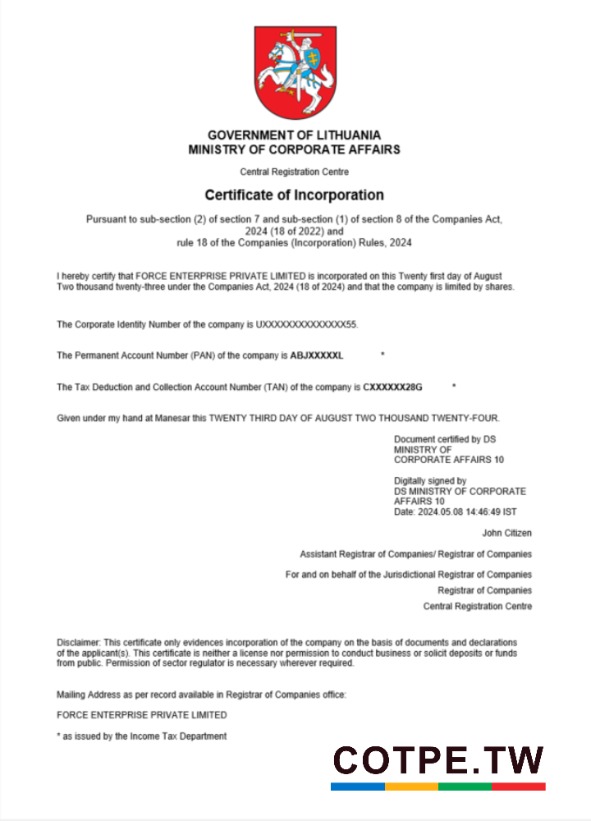 GOVERNMENT OF LITHUANIA
MINISTRY OF CORPORATE AFFAIRS
Central Registration Centre
Certificate of Incorporation
Pursuant to sub-section (2) of section 7 and sub-section (1) of section 8 of the Companies Act,
2024 (18 of 2022) and
rule 18 of the Companies (Incorporation) Rules, 2024
I hereby certify that FORCE ENTERPRISE PRIVATE LIMITED is incorporated on this Twenty first day of August
Two thousand twenty-three under the Companies Act, 2024 (18 of 2024) and that the company is limited by shares.
The Corporate Identity Number of the company is UXXXXXXXXXXXXXX55.
The Permanent Account Number (PAN) of the company is ABJXXXXXL *
The Tax Deduction and Collection Account Number (TAN) of the company is CXXXXXX28G *
Given under my hand at Manesar this TWENTY THIRD DAY OF AUGUST TWO THOUSAND TWENTY-FOUR.
Document certified by DS
MINISTRY OF
CORPORATE AFFAIRS 10
Digitally signed by
DS MINISTRY OF CORPORATE
AFFAIRS 10
Date: 2024.05.08 14:46:49 IST
John Citizen
Assistant Registrar of Companies/ Registrar of Companies
For and on behalf of the Jurisdictional Registrar of Companies
Registrar of Companies
Central Registration Centre
Disclaimer: This certificate only evidences incorporation of the company on the basis of documents and declarations
of the applicant(s). This certificate is neither a license nor permission to conduct business or solicit deposits or funds
from public. Permission of sector regulator is necessary wherever required.
Mailing Address as per record available in Registrar of Companies office:
FORCE ENTERPRISE PRIVATE LIMITED
* as issued by the Income Tax Department
COTPE.TW